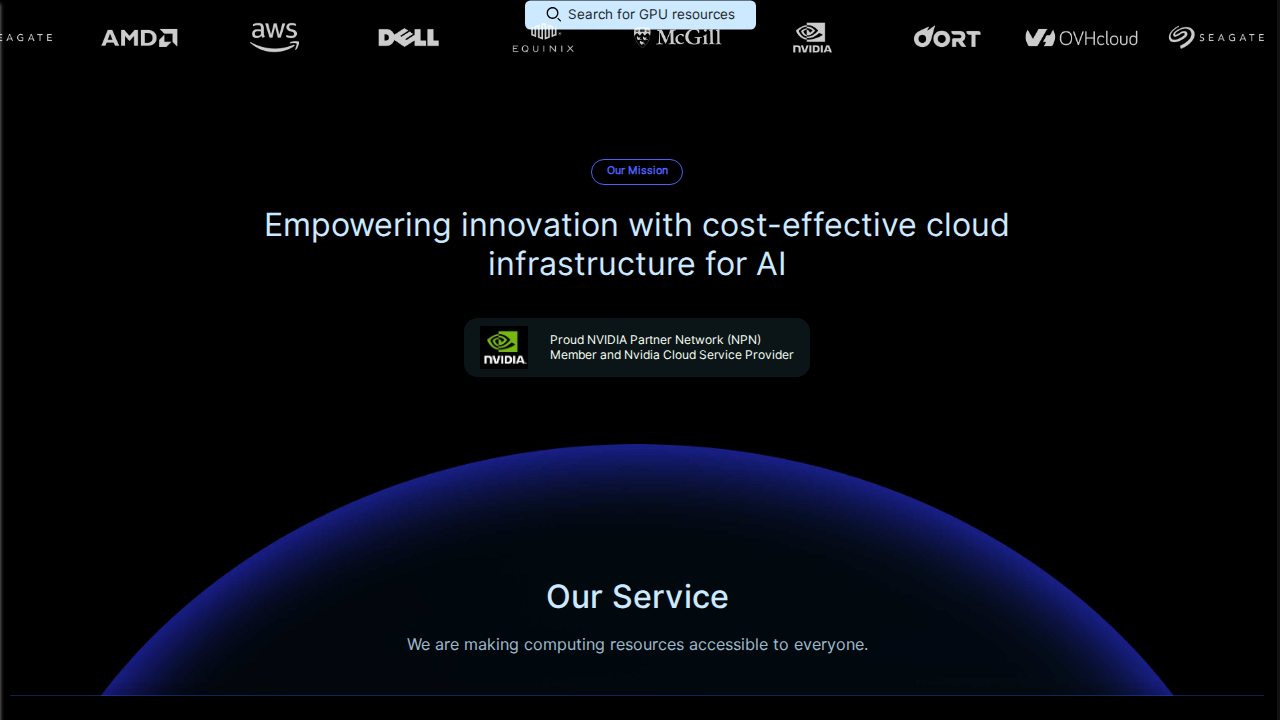 Search for GPU resources
SEAGATE
AMD
aws
DELL
EQUINIX
McGill
NVIDIA
OORT
OVHcloud
SEAGATE
Our Mission
Empowering innovation with cost-effective cloud
infrastructure for AI
NVIDIA.
Proud NVIDIA Partner Network (NPN)
Member and Nvidia Cloud Service Provider
Our Service
We are making computing resources accessible to everyone.